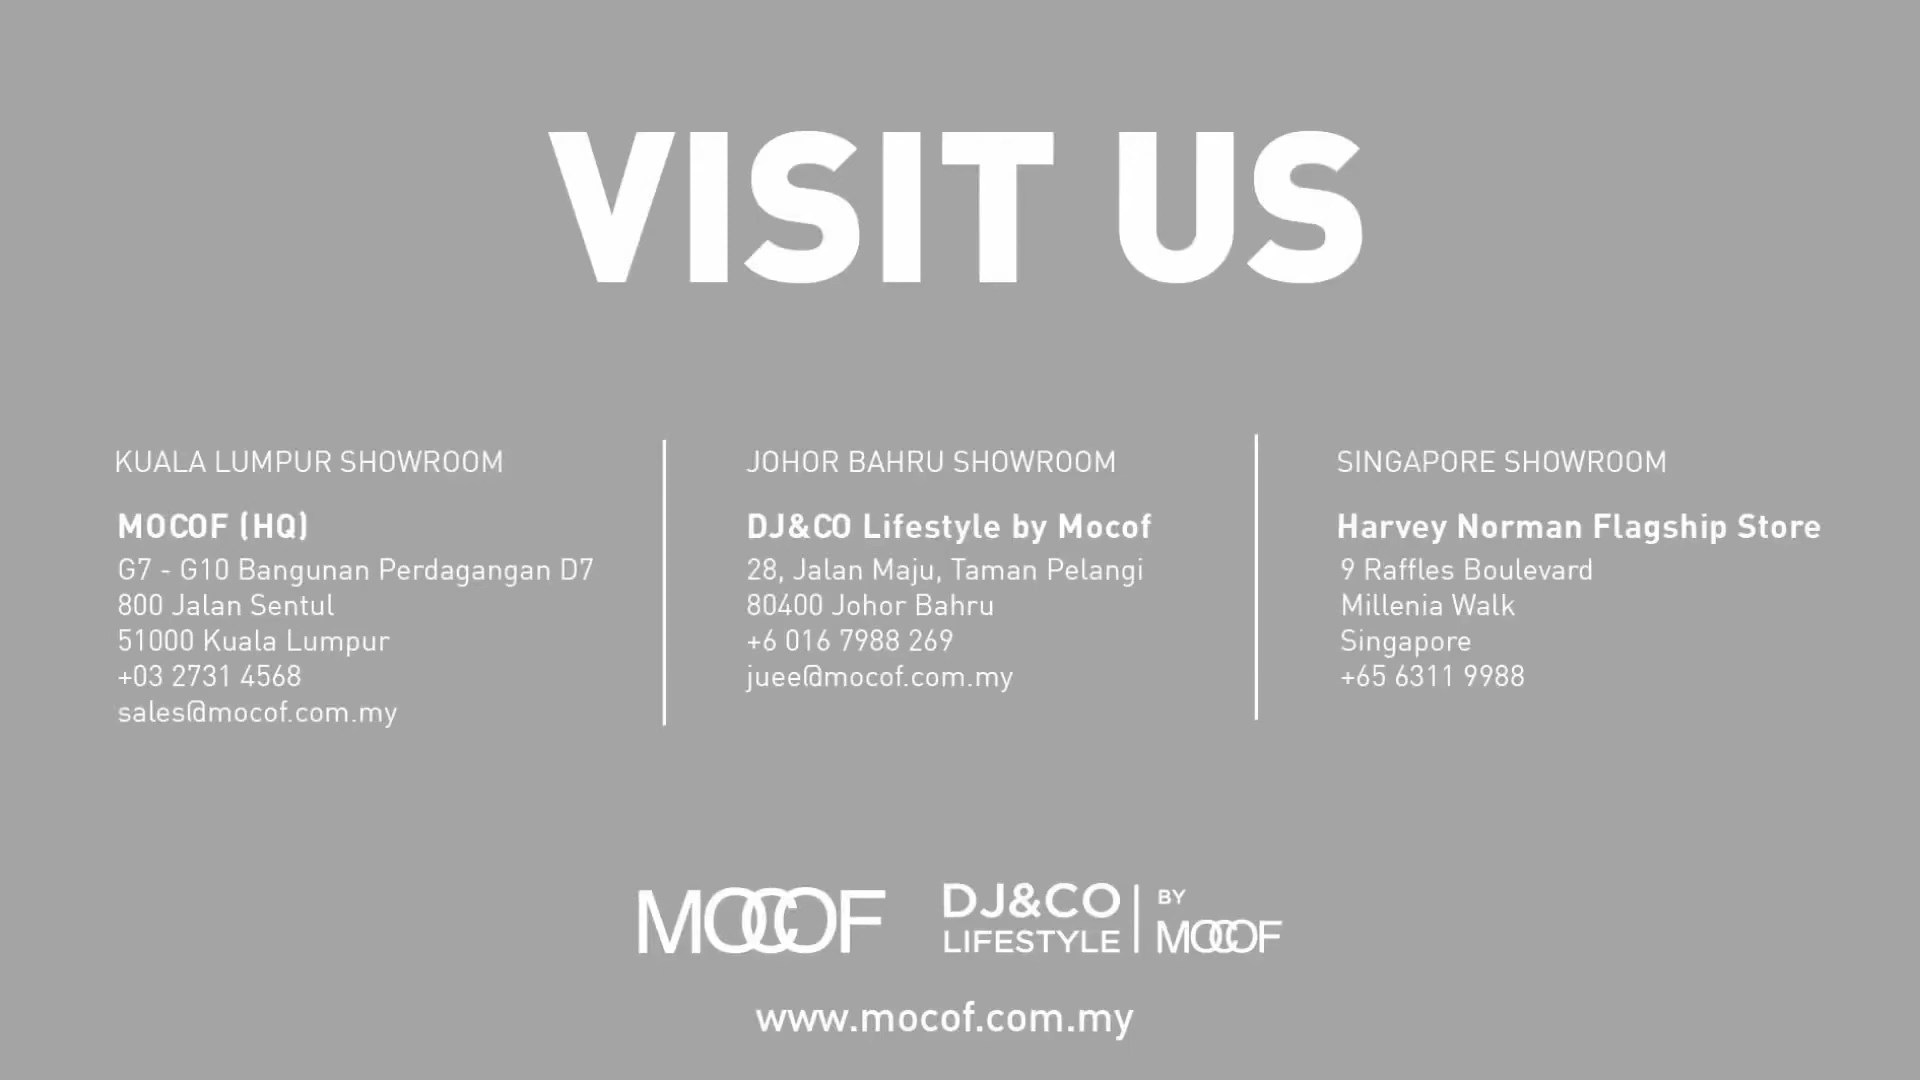 VISIT US
KUALA LUMPUR SHOWROOM
MOCOF (HQ)
G7 - G10 Bangunan Perdagangan D7
800 Jalan Sentul
51000 Kuala Lumpur
+03 2731 4568
sales@mocof.com.my
JOHOR BAHRU SHOWROOM
DJ&CO Lifestyle by Mocof
28, Jalan Maju, Taman Pelangi
80400 Johor Bahru
+6 016 7988 269
juee@mocof.com.my
SINGAPORE SHOWROOM
Harvey Norman Flagship Store
9 Raffles Boulevard
Millenia Walk
Singapore
+65 6311 9988
MOCOF
DJ&CO
LIFESTYLE
BY
MOCOF
www.mocof.com.my